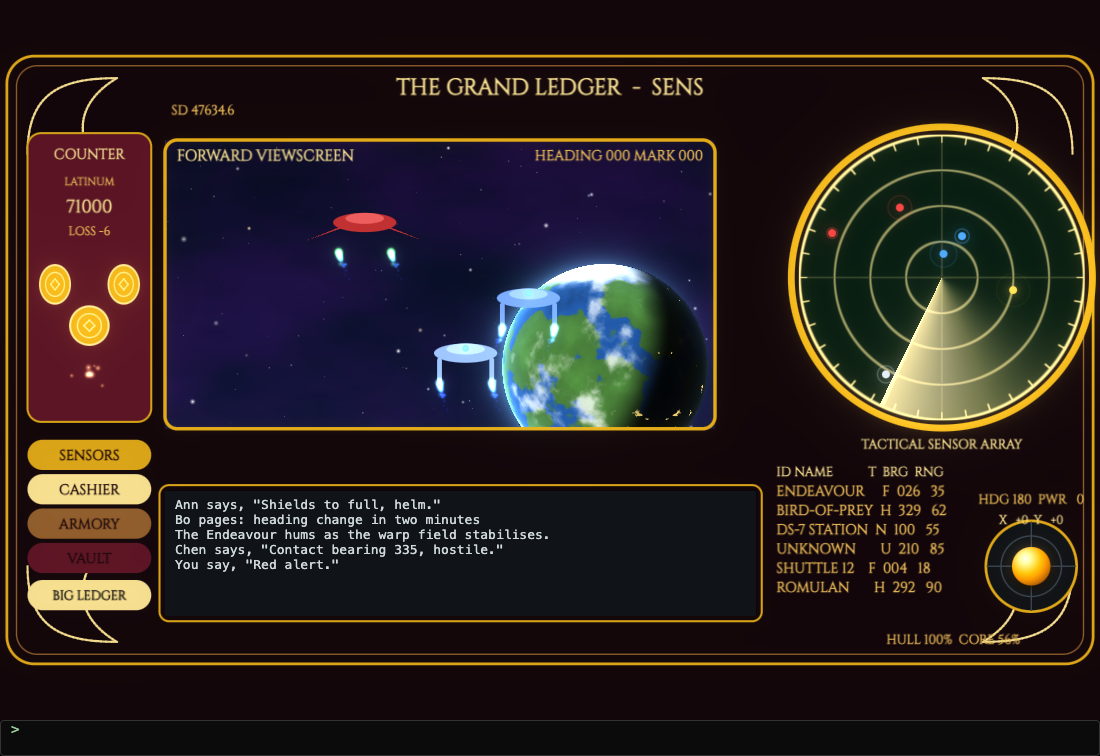 THE GRAND LEDGER - SENS
SD 47634.6
COUNTER
LATINUM
71000
LOSS -6
FORWARD VIEWSCREEN
HEADING 000 MARK 000
SENSORS
CASHIER
ARMORY
VAULT
BIG LEDGER
Ann says, "Shields to full, helm."
Bo pages: heading change in two minutes
The Endeavour hums as the warp field stabilises.
Chen says, "Contact bearing 335, hostile."
You say, "Red alert."
TACTICAL SENSOR ARRAY
ID NAME T BRG RNG
ENDEAVOUR F 026 35
BIRD-OF-PREY H 329 62
DS-7 STATION N 100 55
UNKNOWN U 210 85
SHUTTLE 12 F 004 18
ROMULAN H 292 90
HDG 180 PWR 0
X +0 Y +0
HULL 100% CORE 56%
>